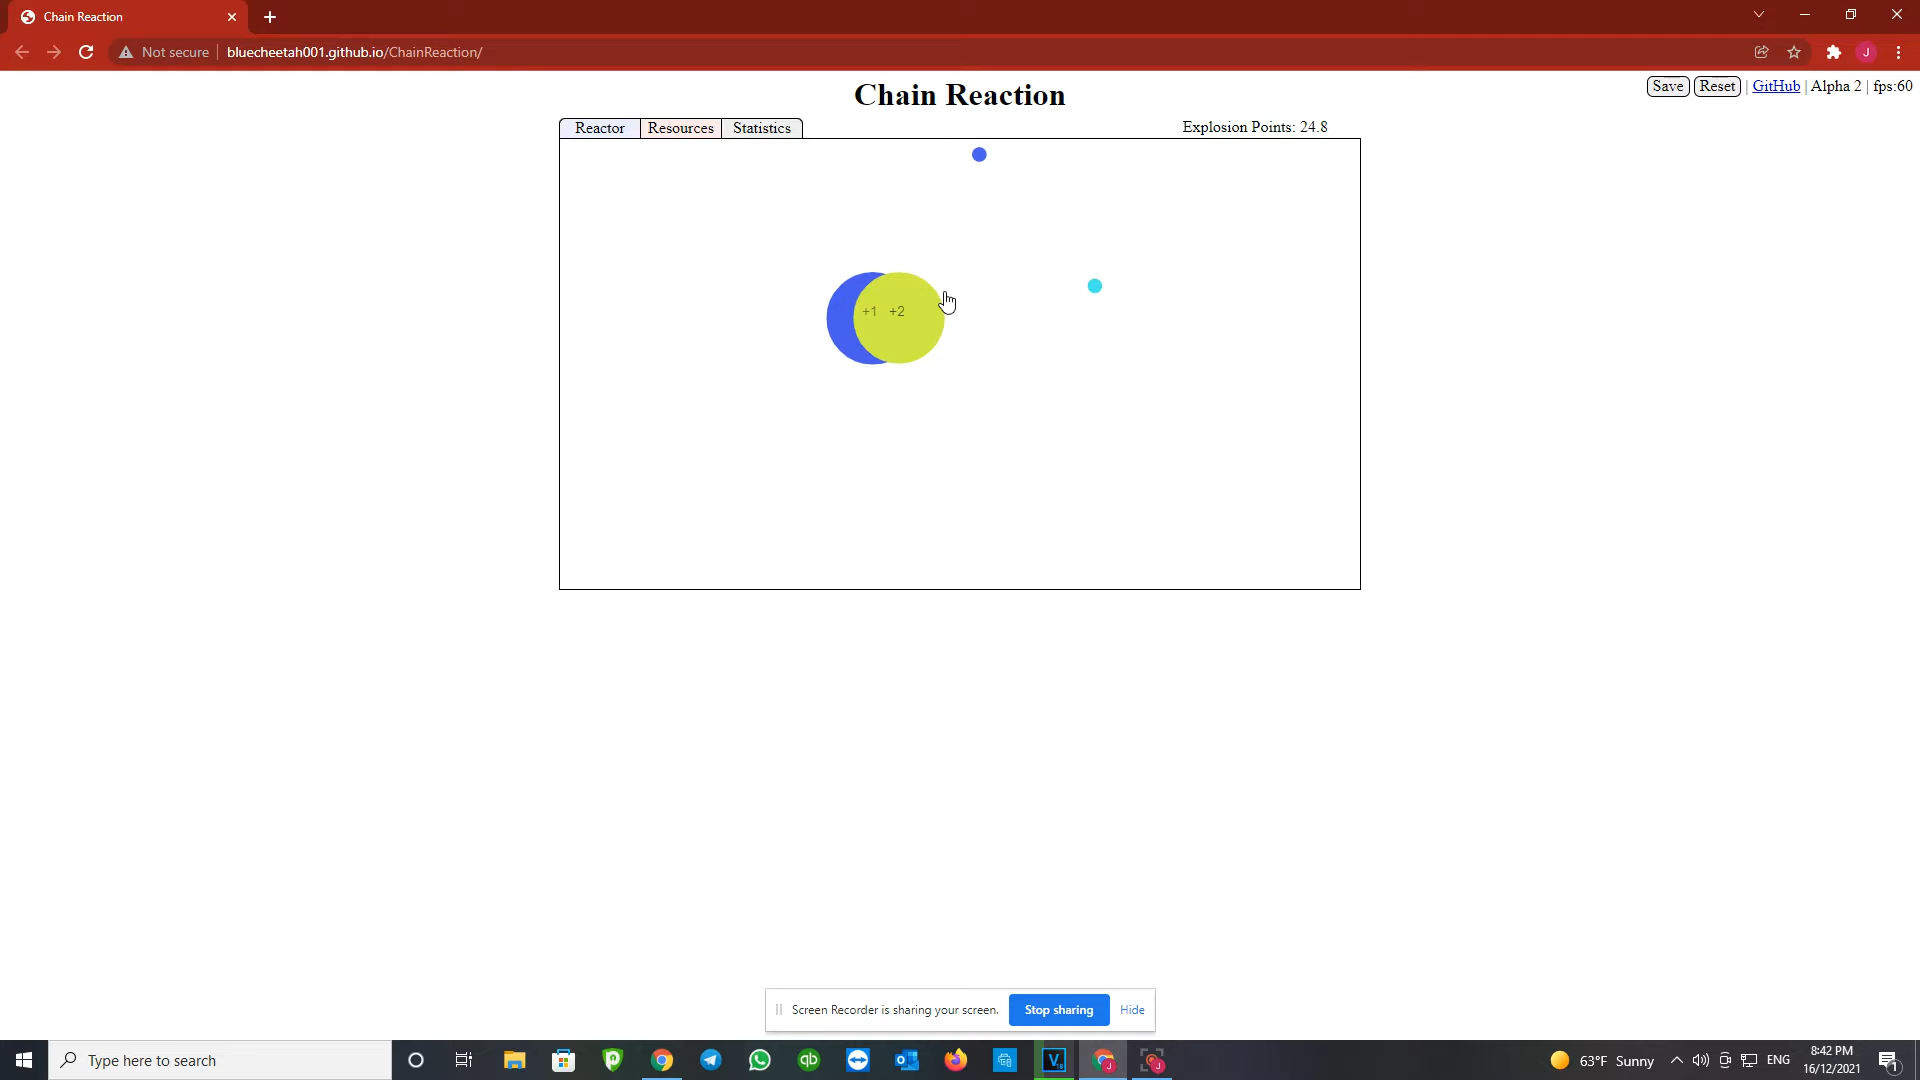 Chain Reaction
Not secure bluecheetah001.github.io/ChainReaction/
J
Chain Reaction
Save Reset | GitHub | Alpha 2 | fps:60
Reactor Resources Statistics
Explosion Points: 24.8
+1 +2
Screen Recorder is sharing your screen. Stop sharing Hide
Type here to search
63°F Sunny
ENG
8:42 PM
16/12/2021
1